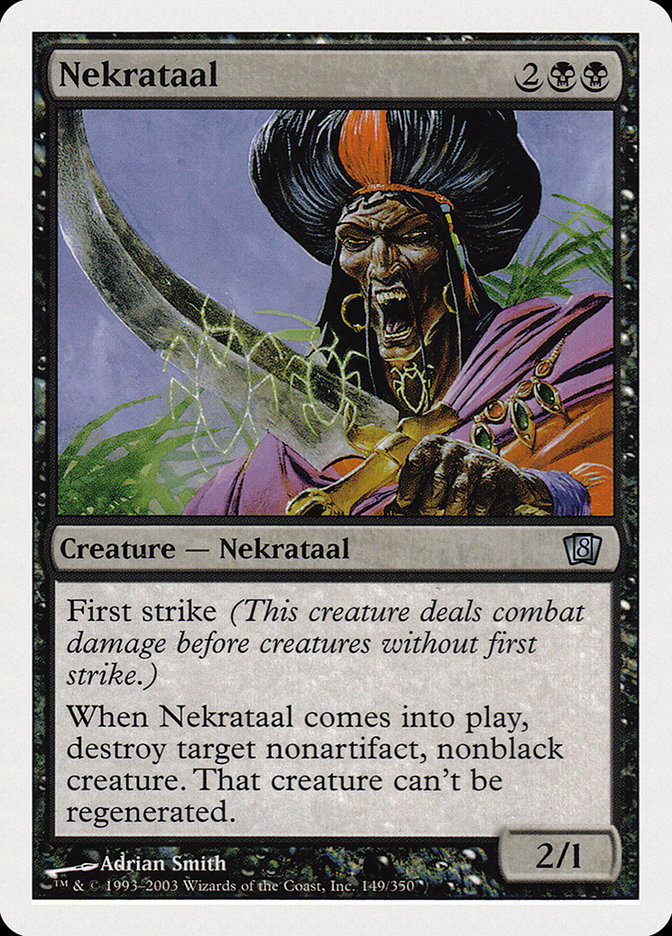 Nekrataal 2
Creature — Nekrataal 8
First strike (This creature deals combat
damage before creatures without first
strike.)
When Nekrataal comes into play,
destroy target nonartifact, nonblack
creature. That creature can't be
regenerated.
2/1
Adrian Smith
™ & © 1993–2003 Wizards of the Coast, Inc. 149/350